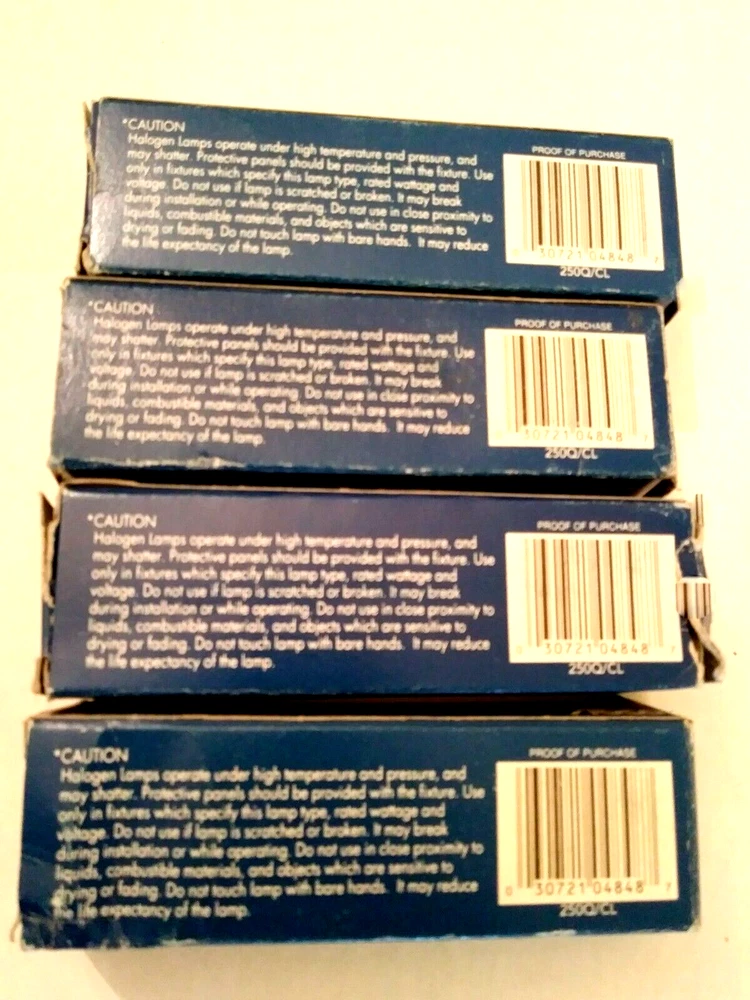 *CAUTION
Halogen Lamps operate under high temperature and pressure, and
may shatter. Protective panels should be provided with the fixture. Use
only in fixtures which specify this lamp type, rated wattage and
voltage. Do not use if lamp is scratched or broken. It may break
during installation or while operating. Do not use in close proximity to
liquids, combustible materials, and objects which are sensitive to
drying or fading. Do not touch lamp with bare hands. It may reduce
the life expectancy of the lamp.
PROOF OF PURCHASE
0 30721 04848 7
250Q/CL
*CAUTION
Halogen Lamps operate under high temperature and pressure, and
may shatter. Protective panels should be provided with the fixture. Use
only in fixtures which specify this lamp type, rated wattage and
voltage. Do not use if lamp is scratched or broken. It may break
during installation or while operating. Do not use in close proximity to
liquids, combustible materials, and objects which are sensitive to
drying or fading. Do not touch lamp with bare hands. It may reduce
the life expectancy of the lamp.
PROOF OF PURCHASE
0 30721 04848 7
250Q/CL
*CAUTION
Halogen Lamps operate under high temperature and pressure, and
may shatter. Protective panels should be provided with the fixture. Use
only in fixtures which specify this lamp type, rated wattage and
voltage. Do not use if lamp is scratched or broken. It may break
during installation or while operating. Do not use in close proximity to
liquids, combustible materials, and objects which are sensitive to
drying or fading. Do not touch lamp with bare hands. It may reduce
the life expectancy of the lamp.
PROOF OF PURCHASE
0 30721 04848 7
250Q/CL
*CAUTION
Halogen Lamps operate under high temperature and pressure, and
may shatter. Protective panels should be provided with the fixture. Use
only in fixtures which specify this lamp type, rated wattage and
voltage. Do not use if lamp is scratched or broken. It may break
during installation or while operating. Do not use in close proximity to
liquids, combustible materials, and objects which are sensitive to
drying or fading. Do not touch lamp with bare hands. It may reduce
the life expectancy of the lamp.
PROOF OF PURCHASE
0 30721 04848 7
250Q/CL